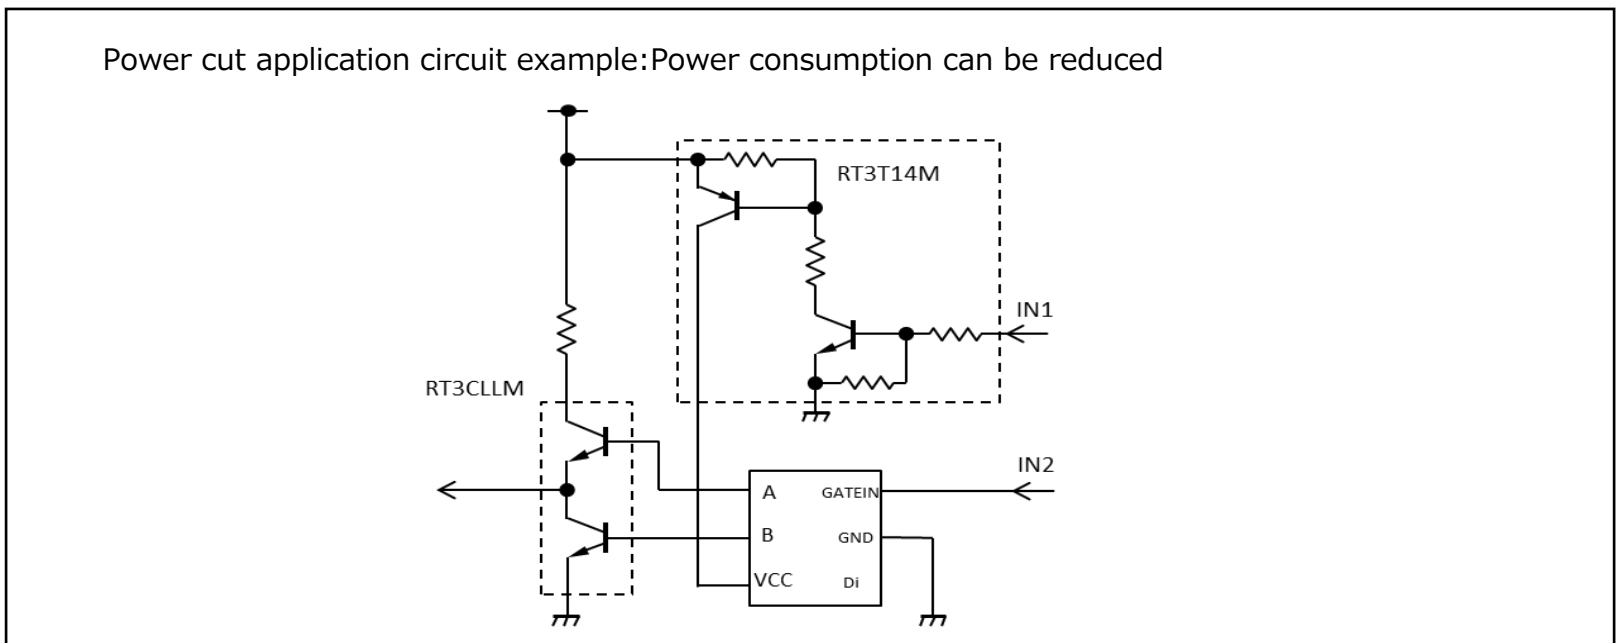 Power cut application circuit example:Power consumption can be reduced
RT3T14M
IN1
RT3CLLM
IN2
A GATEIN
B GND
VCC Di